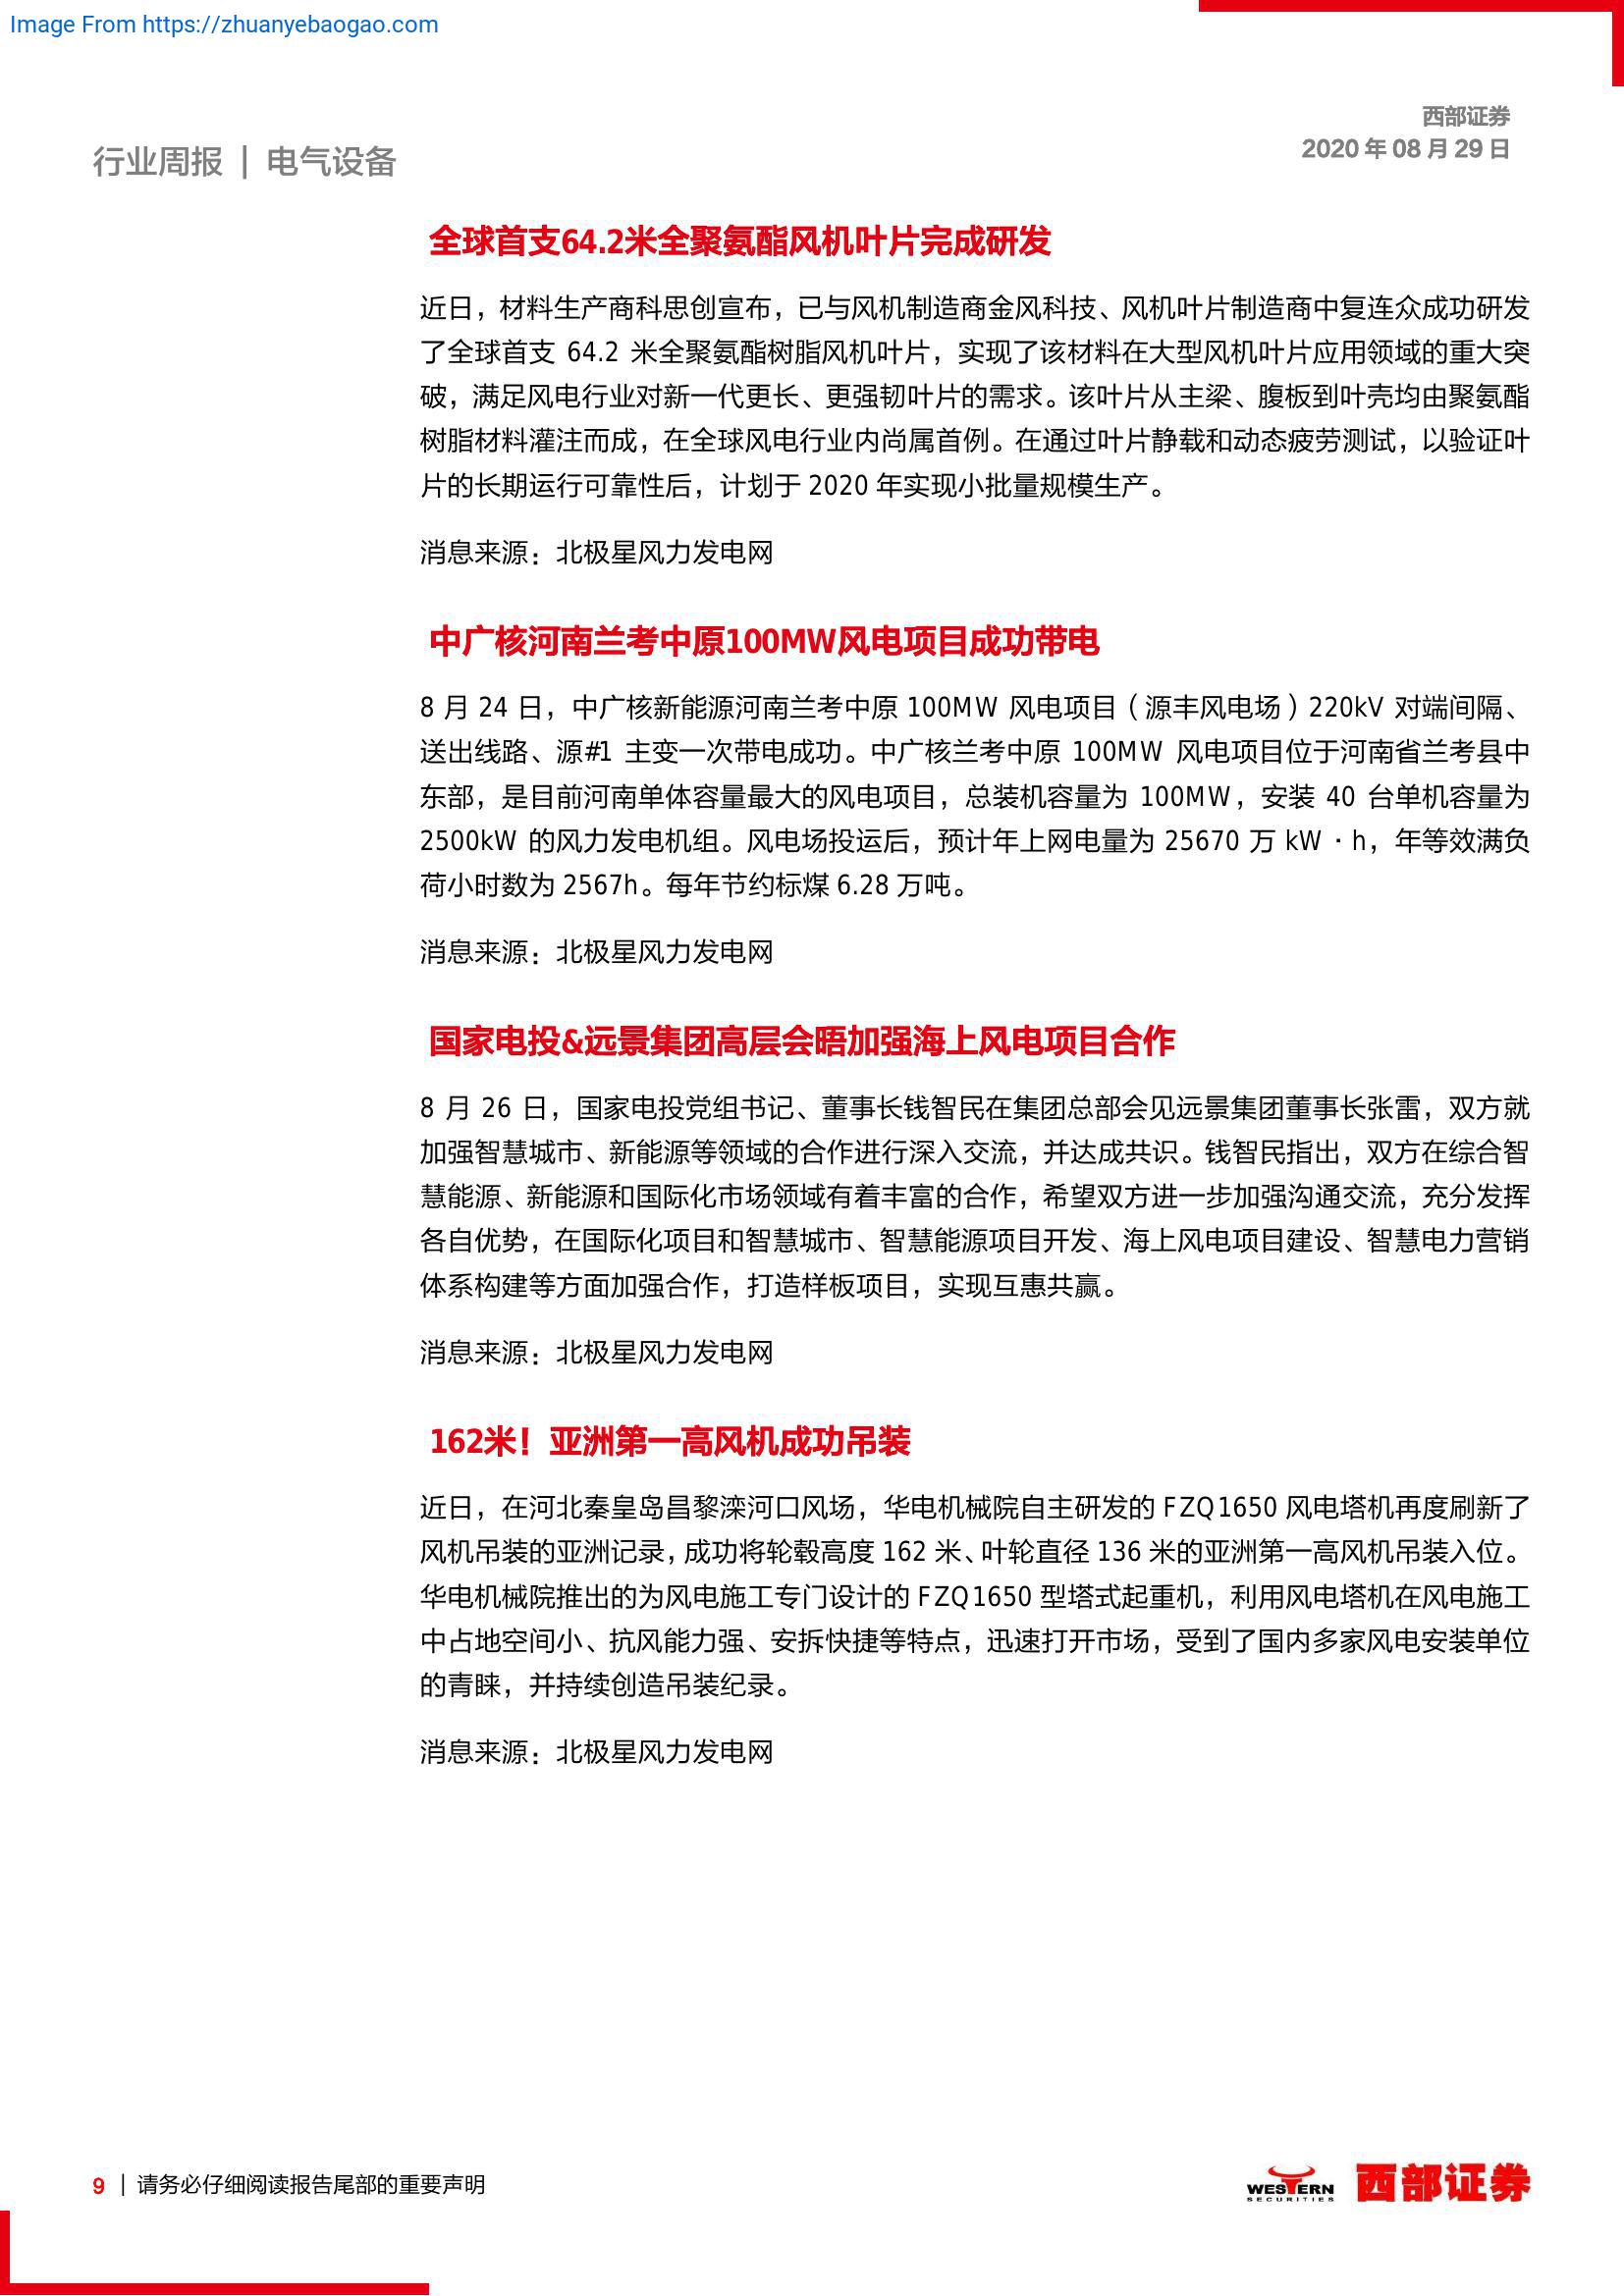 Image From https://zhuanyebaogao.com
西部证券
2020 年 08 月 29 日
行业周报 | 电气设备
全球首支64.2米全聚氨酯风机叶片完成研发
近日，材料生产商科思创宣布，已与风机制造商金风科技、风机叶片制造商中复连众成功研发
了全球首支 64.2 米全聚氨酯树脂风机叶片，实现了该材料在大型风机叶片应用领域的重大突
破，满足风电行业对新一代更长、更强韧叶片的需求。该叶片从主梁、腹板到叶壳均由聚氨酯
树脂材料灌注而成，在全球风电行业内尚属首例。在通过叶片静载和动态疲劳测试，以验证叶
片的长期运行可靠性后，计划于 2020 年实现小批量规模生产。
消息来源：北极星风力发电网
中广核河南兰考中原100MW风电项目成功带电
8 月 24 日，中广核新能源河南兰考中原 100MW 风电项目（源丰风电场）220kV 对端间隔、
送出线路、源#1 主变一次带电成功。中广核兰考中原 100MW 风电项目位于河南省兰考县中
东部，是目前河南单体容量最大的风电项目，总装机容量为 100MW，安装 40 台单机容量为
2500kW 的风力发电机组。风电场投运后，预计年上网电量为 25670 万 kW·h，年等效满负
荷小时数为 2567h。每年节约标煤 6.28 万吨。
消息来源：北极星风力发电网
国家电投&远景集团高层会晤加强海上风电项目合作
8 月 26 日，国家电投党组书记、董事长钱智民在集团总部会见远景集团董事长张雷，双方就
加强智慧城市、新能源等领域的合作进行深入交流，并达成共识。钱智民指出，双方在综合智
慧能源、新能源和国际化市场领域有着丰富的合作，希望双方进一步加强沟通交流，充分发挥
各自优势，在国际化项目和智慧城市、智慧能源项目开发、海上风电项目建设、智慧电力营销
体系构建等方面加强合作，打造样板项目，实现互惠共赢。
消息来源：北极星风力发电网
162米！亚洲第一高风机成功吊装
近日，在河北秦皇岛昌黎滦河口风场，华电机械院自主研发的 FZQ1650 风电塔机再度刷新了
风机吊装的亚洲记录，成功将轮毂高度 162 米、叶轮直径 136 米的亚洲第一高风机吊装入位。
华电机械院推出的为风电施工专门设计的 FZQ1650 型塔式起重机，利用风电塔机在风电施工
中占地空间小、抗风能力强、安拆快捷等特点，迅速打开市场，受到了国内多家风电安装单位
的青睐，并持续创造吊装纪录。
消息来源：北极星风力发电网
9 | 请务必仔细阅读报告尾部的重要声明
WESTERN
SECURITIES
西部证券